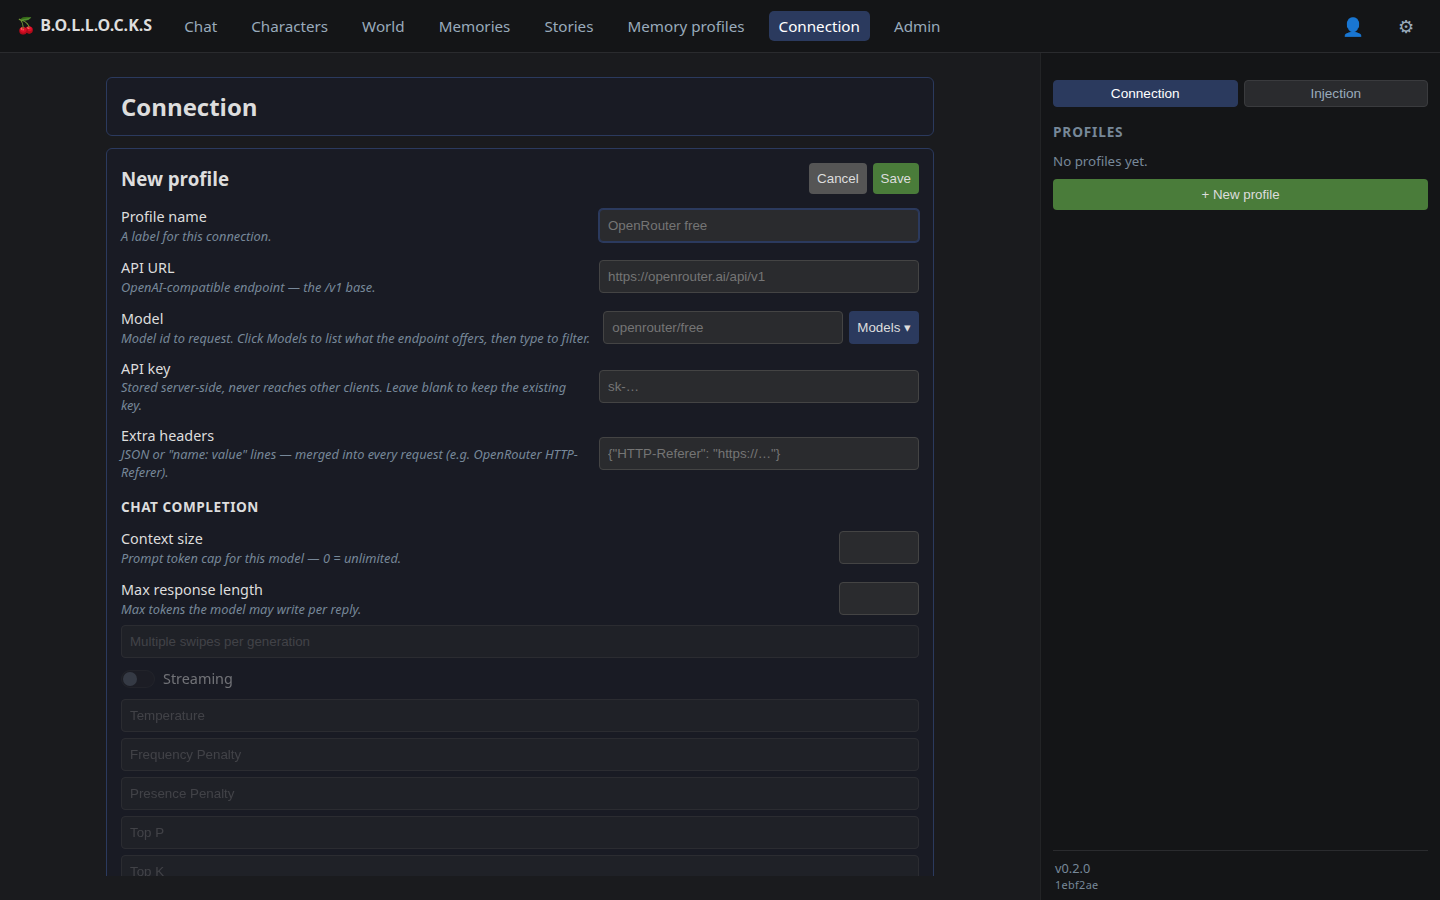 B.O.L.L.O.C.K.S
Chat
Characters
World
Memories
Stories
Memory profiles
Connection
Admin
Connection
New profile
Cancel
Save
Profile name
A label for this connection.
OpenRouter free
API URL
OpenAI-compatible endpoint — the /v1 base.
https://openrouter.ai/api/v1
Model
Model id to request. Click Models to list what the endpoint offers, then type to filter.
openrouter/free
Models ▾
API key
Stored server-side, never reaches other clients. Leave blank to keep the existing
key.
sk-…
Extra headers
JSON or "name: value" lines — merged into every request (e.g. OpenRouter HTTP-
Referer).
{"HTTP-Referer": "https://…"}
CHAT COMPLETION
Context size
Prompt token cap for this model — 0 = unlimited.
Max response length
Max tokens the model may write per reply.
Multiple swipes per generation
Streaming
Temperature
Frequency Penalty
Presence Penalty
Top P
Top K
Connection
Injection
PROFILES
No profiles yet.
+ New profile
v0.2.0
1ebf2ae